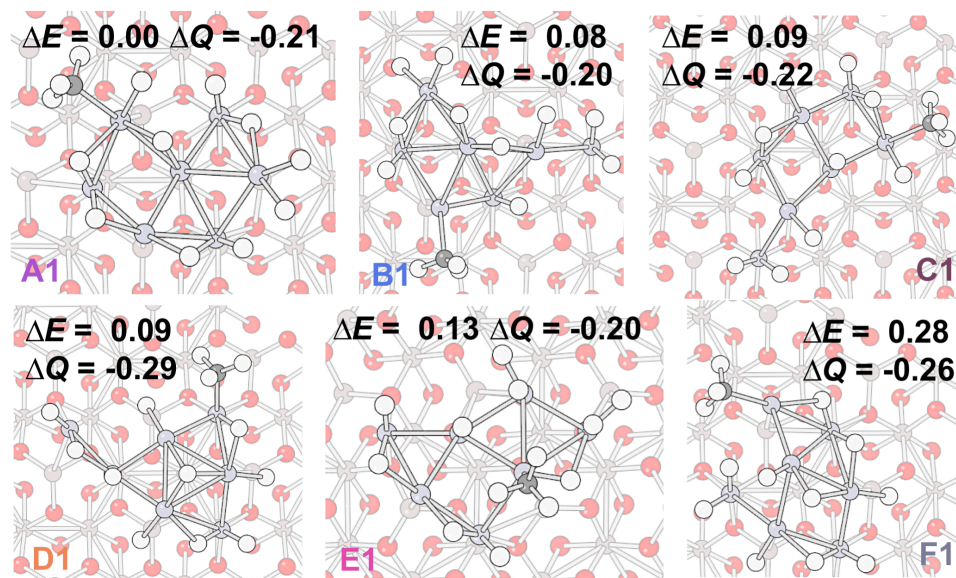 ΔE = 0.00 ΔQ = -0.21
A1
ΔE = 0.08
ΔQ = -0.20
B1
ΔE = 0.09
ΔQ = -0.22
C1
ΔE = 0.09
ΔQ = -0.29
D1
ΔE = 0.13 ΔQ = -0.20
E1
ΔE = 0.28
ΔQ = -0.26
F1